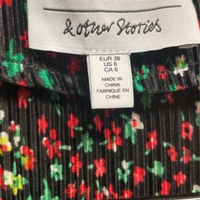 & Other Stories
EUR 38
US 6
CA 6
MADE IN
CHINA
FABRIQUÉ EN
CHINE